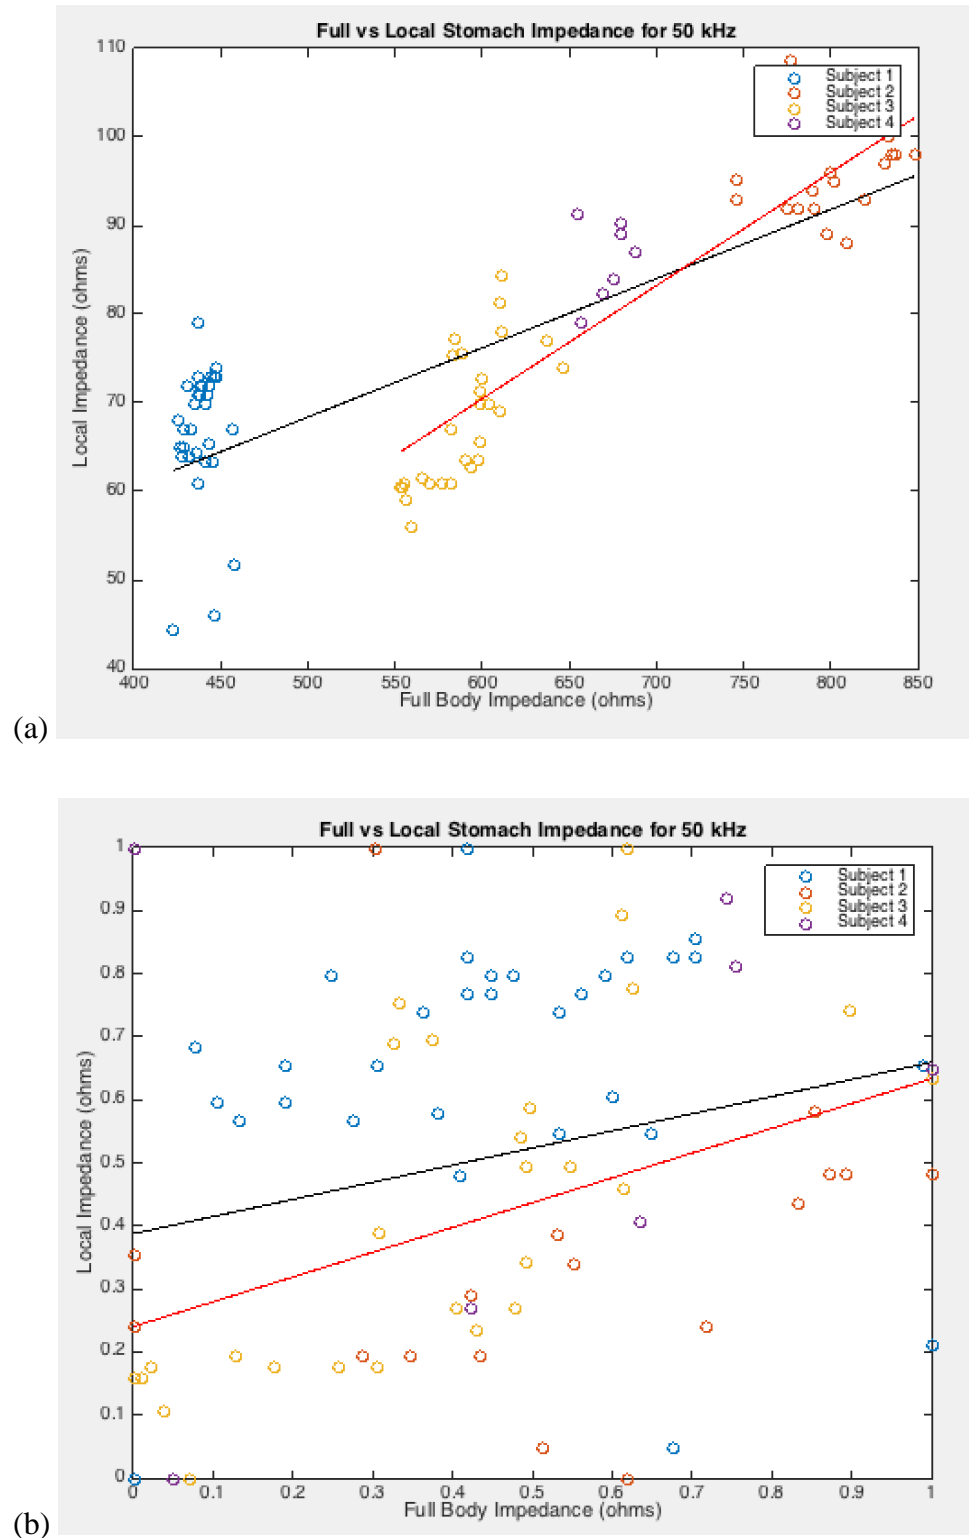 Full vs Local Stomach Impedance for 50 kHz
110
Subject 1
Subject 2
Subject 3
Subject 4
100
90
80
70
60
50
40
Local Impedance (ohms)
400 450 500 550 600 650 700 750 800 850
Full Body Impedance (ohms)
(a)
Full vs Local Stomach Impedance for 50 kHz
1
Subject 1
Subject 2
Subject 3
Subject 4
0.9
0.8
0.7
0.6
0.5
0.4
0.3
0.2
0.1
0
Local Impedance (ohms)
0 0.1 0.2 0.3 0.4 0.5 0.6 0.7 0.8 0.9 1
Full Body Impedance (ohms)
(b)